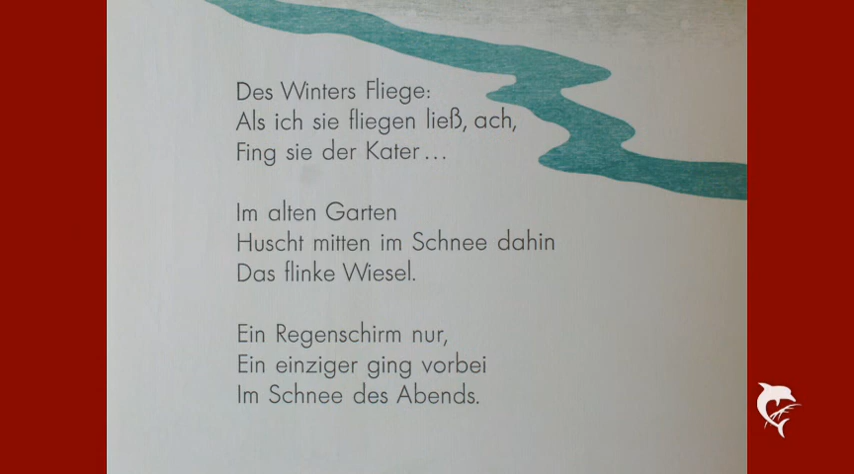 Des Winters Fliege:
Als ich sie fliegen ließ, ach,
Fing sie der Kater...
Im alten Garten
Huscht mitten im Schnee dahin
Das flinke Wiesel.
Ein Regenschirm nur,
Ein einziger ging vorbei
Im Schnee des Abends.